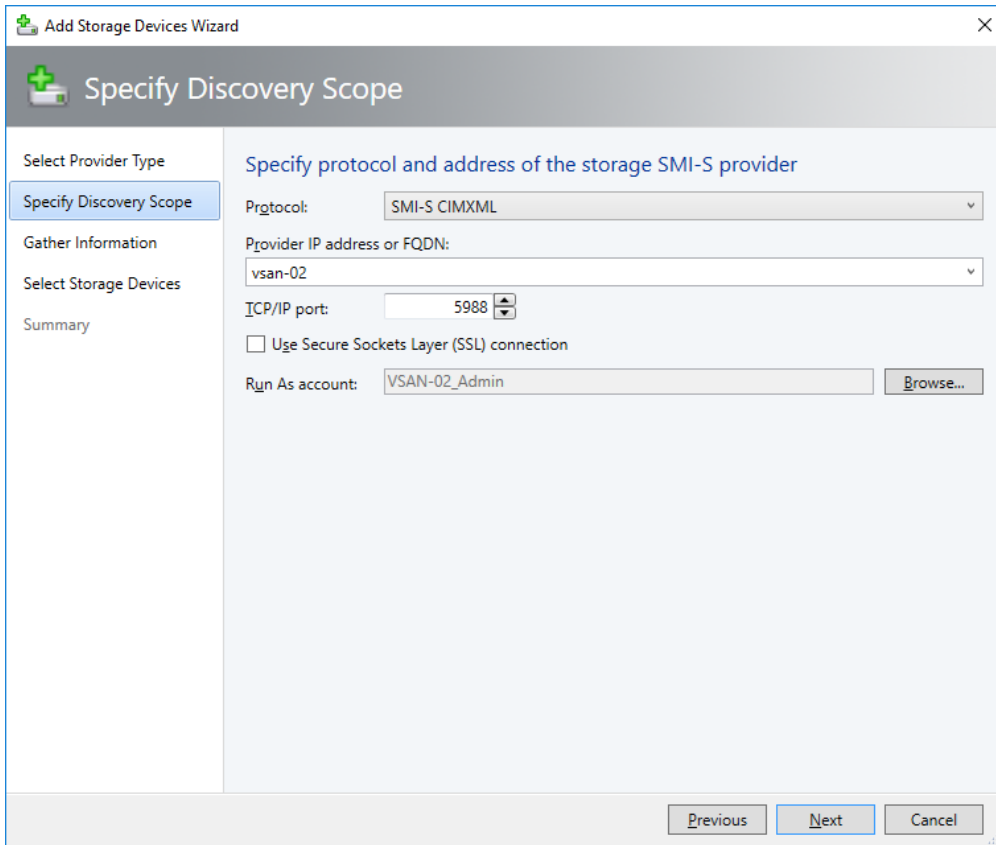 Add Storage Devices Wizard
Specify Discovery Scope
Select Provider Type
Specify Discovery Scope
Gather Information
Select Storage Devices
Summary
Specify protocol and address of the storage SMI-S provider
Protocol: SMI-S CIMXML
Provider IP address or FQDN:
vsan-02
TCP/IP port: 5988
Use Secure Sockets Layer (SSL) connection
Run As account: VSAN-02_Admin Browse...
Previous Next Cancel